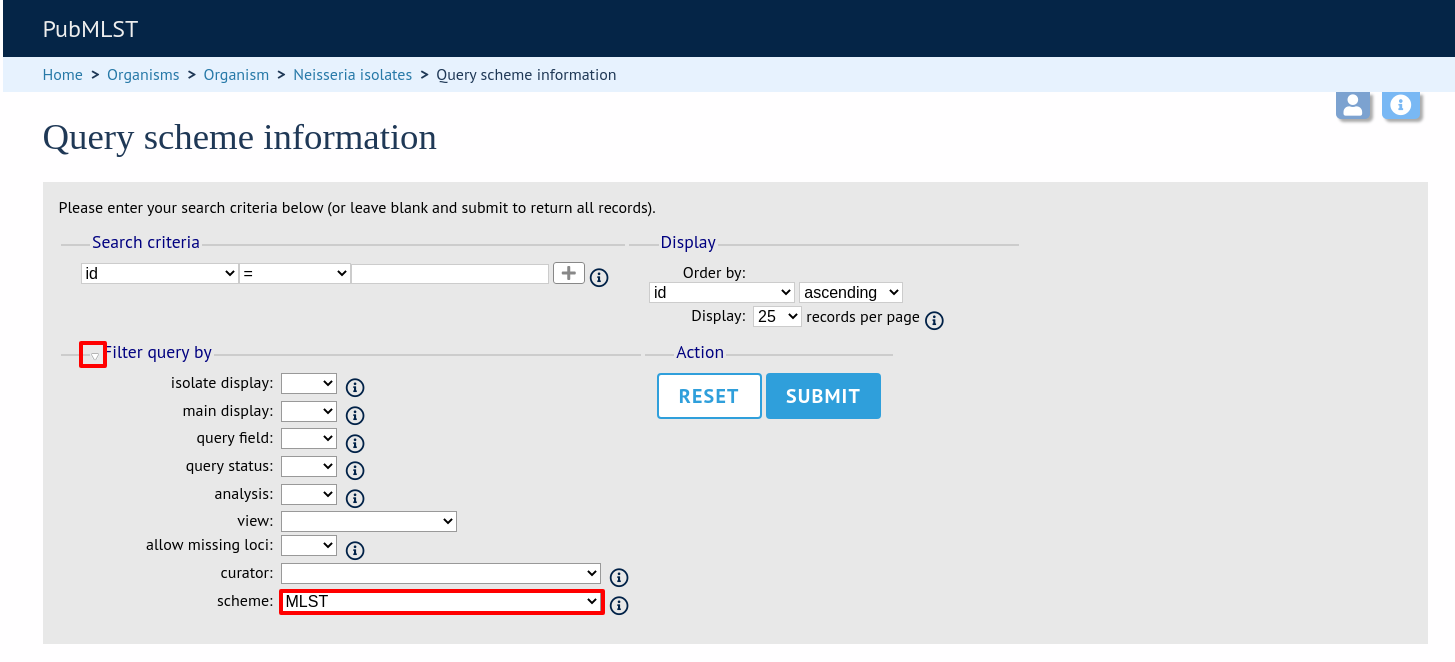 PubMLST
Home > Organisms > Organism > Neisseria isolates > Query scheme information
Query scheme information
Please enter your search criteria below (or leave blank and submit to return all records).
Search criteria
id = +
Display
Order by:
id ascending
Display: 25 records per page
Filter query by
isolate display:
main display:
query field:
query status:
analysis:
view:
allow missing loci:
curator:
scheme: MLST
Action
RESET SUBMIT